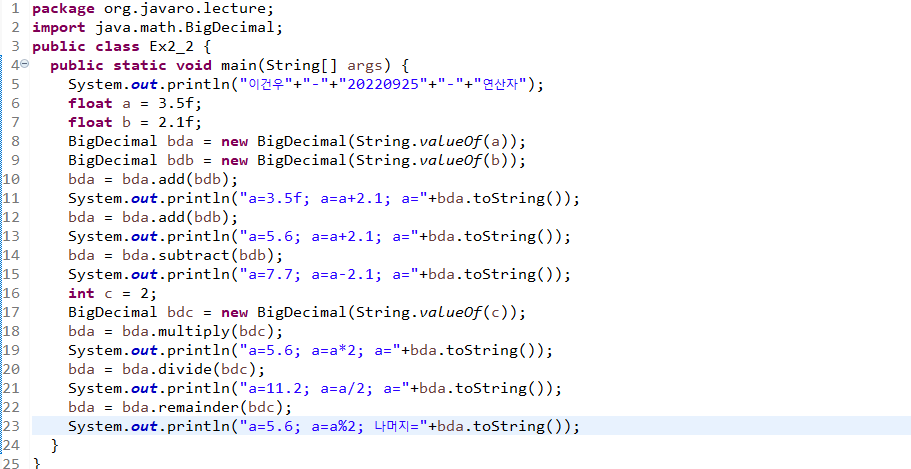 1 package org.javaro.lecture;
2 import java.math.BigDecimal;
3 public class Ex2_2 {
4 public static void main(String[] args) {
5 System.out.println("이건우"+"-"+"20220925"+"-"+"연산자");
6 float a = 3.5f;
7 float b = 2.1f;
8 BigDecimal bda = new BigDecimal(String.valueOf(a));
9 BigDecimal bdb = new BigDecimal(String.valueOf(b));
10 bda = bda.add(bdb);
11 System.out.println("a=3.5f; a=a+2.1; a="+bda.toString());
12 bda = bda.add(bdb);
13 System.out.println("a=5.6; a=a+2.1; a="+bda.toString());
14 bda = bda.subtract(bdb);
15 System.out.println("a=7.7; a=a-2.1; a="+bda.toString());
16 int c = 2;
17 BigDecimal bdc = new BigDecimal(String.valueOf(c));
18 bda = bda.multiply(bdc);
19 System.out.println("a=5.6; a=a*2; a="+bda.toString());
20 bda = bda.divide(bdc);
21 System.out.println("a=11.2; a=a/2; a="+bda.toString());
22 bda = bda.remainder(bdc);
23 System.out.println("a=5.6; a=a%2; 나머지="+bda.toString());
24 }
25 }